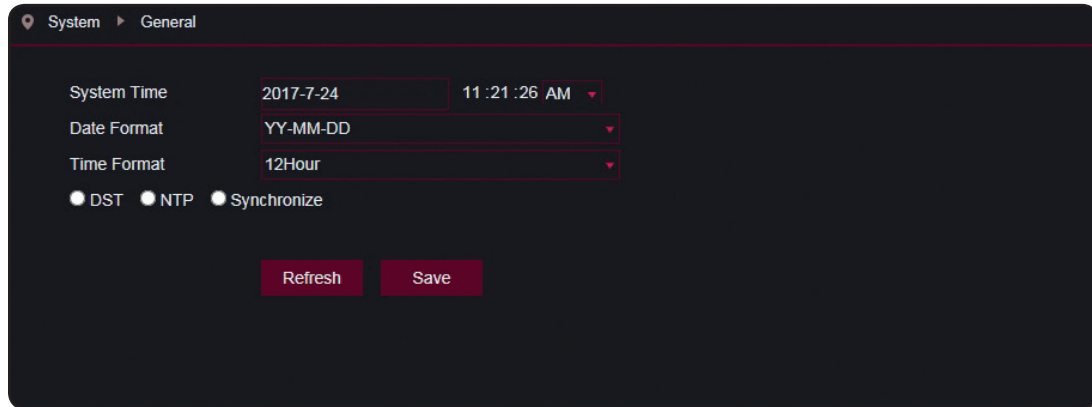 System General
System Time 2017-7-24 11:21:26 AM
Date Format YY-MM-DD
Time Format 12Hour
DST NTP Synchronize
Refresh Save